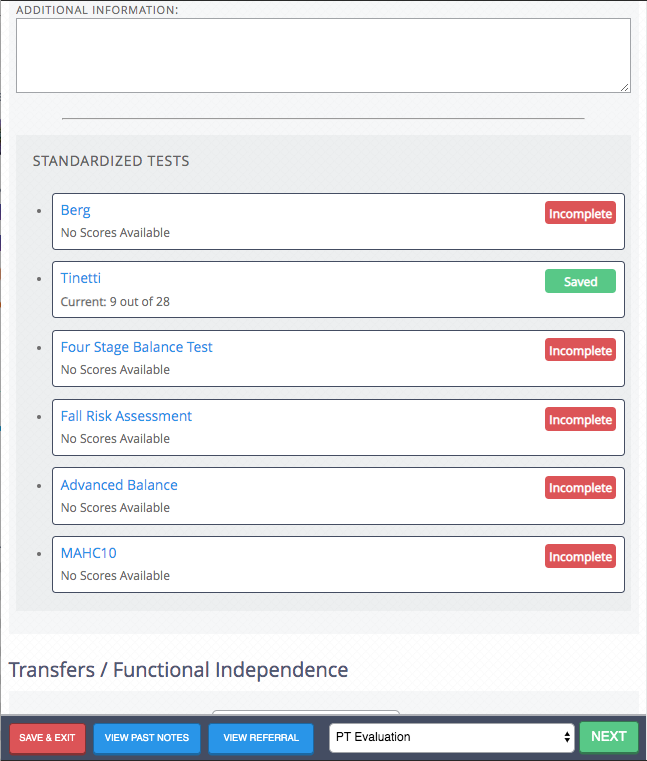 ADDITIONAL INFORMATION:
STANDARDIZED TESTS
Berg
Incomplete
No Scores Available
Tinetti
Saved
Current: 9 out of 28
Four Stage Balance Test
Incomplete
No Scores Available
Fall Risk Assessment
Incomplete
No Scores Available
Advanced Balance
Incomplete
No Scores Available
MAHC10
Incomplete
No Scores Available
Transfers / Functional Independence
SAVE & EXIT
VIEW PAST NOTES
VIEW REFERRAL
PT Evaluation
NEXT